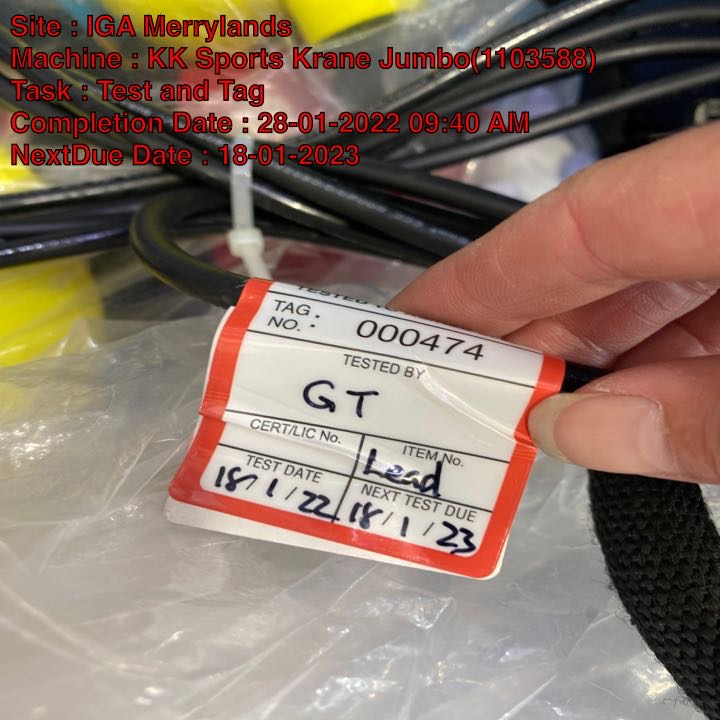 Site : IGA Merrylands
Machine : KK Sports Krane Jumbo(1103588)
Task : Test and Tag
Completion Date : 28-01-2022 09:40 AM
NextDue Date : 18-01-2023
TESTED
TAG NO. : 000474
TESTED BY
GT
CERT/LIC No.
ITEM No.
Lead
TEST DATE
18/1/22
NEXT TEST DUE
18/1/23